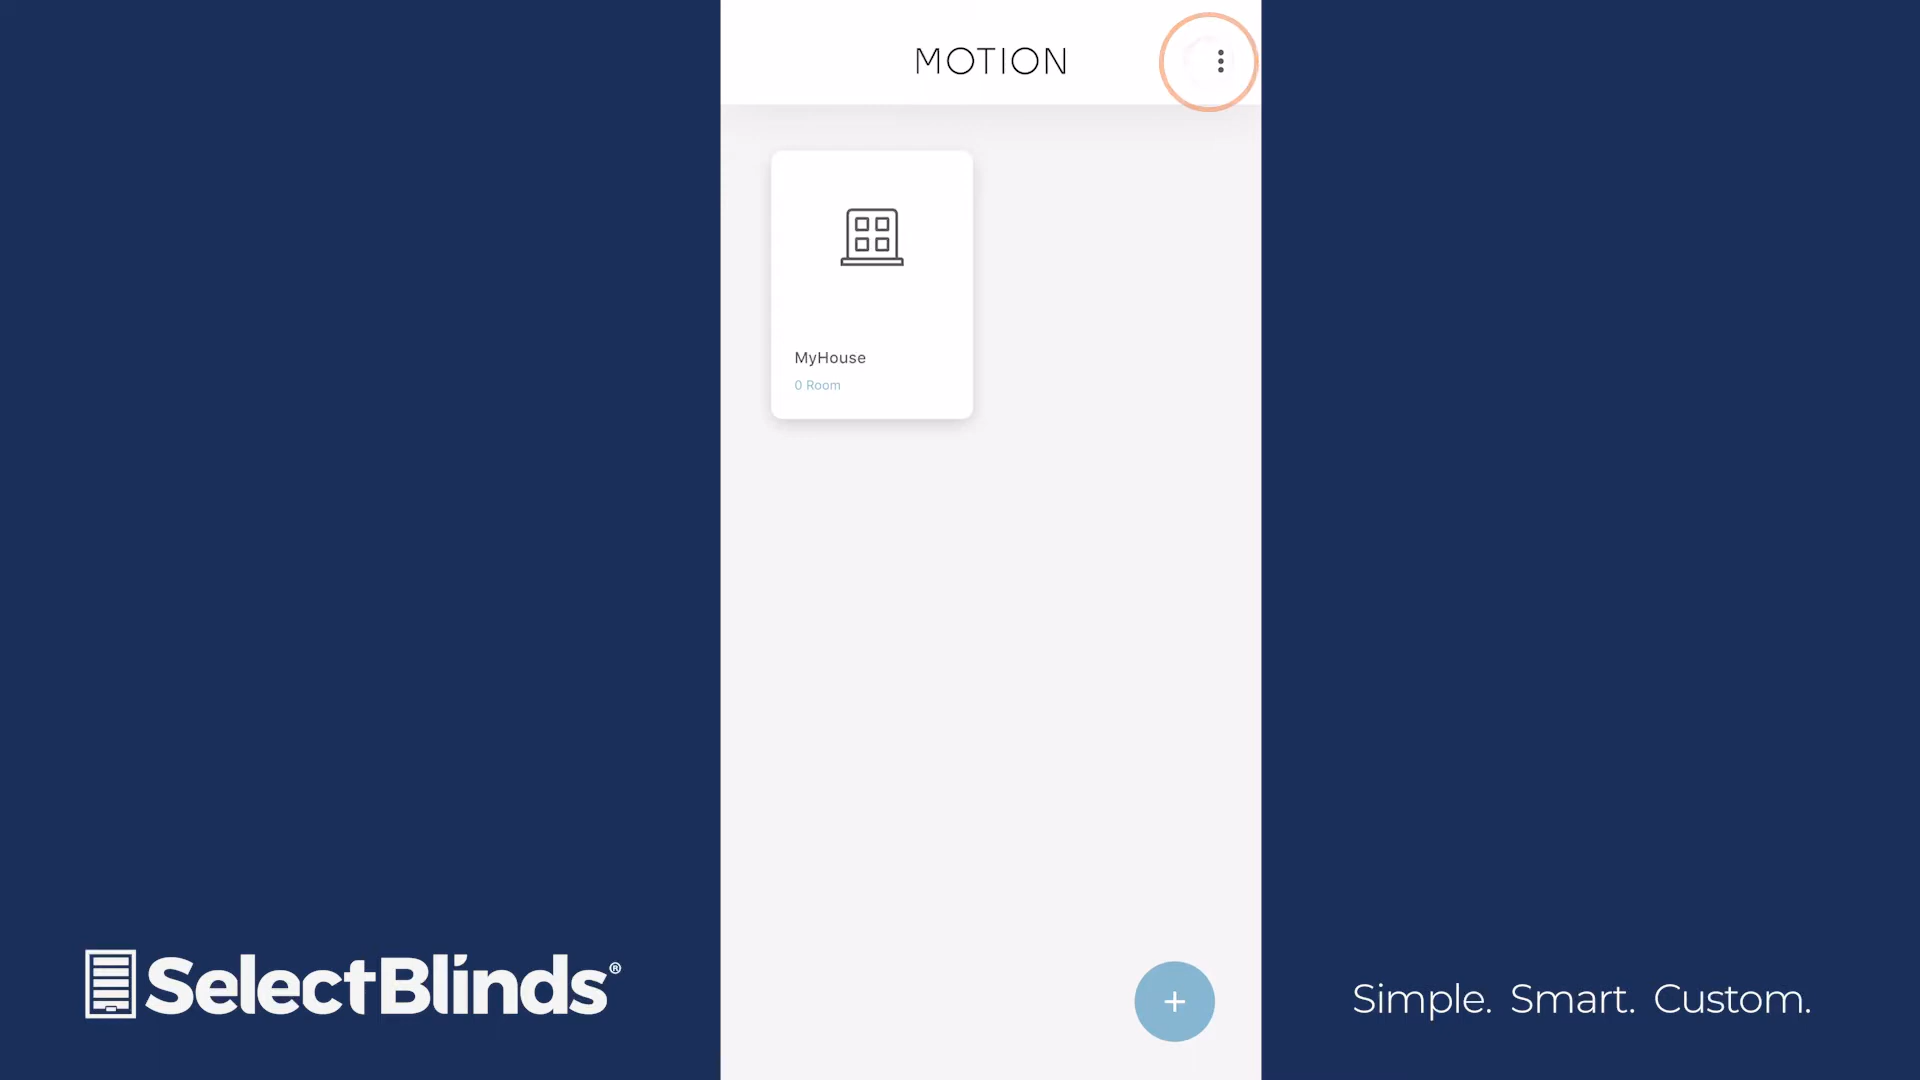 MOTION
MyHouse
0 Room
+
SelectBlinds®
Simple. Smart. Custom.